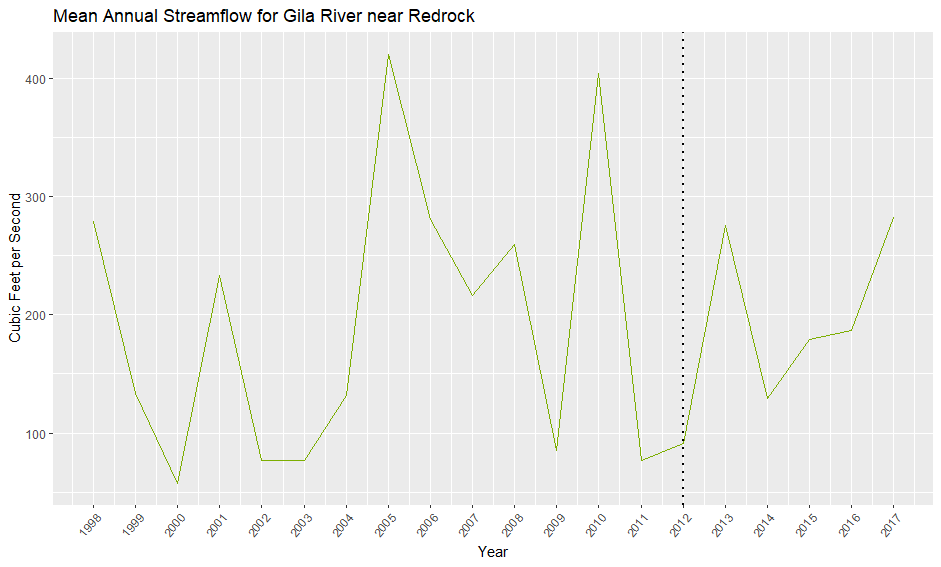 Mean Annual Streamflow for Gila River near Redrock
Cubic Feet per Second
400
300
200
100
1998 1999 2000 2001 2002 2003 2004 2005 2006 2007 2008 2009 2010 2011 2012 2013 2014 2015 2016 2017
Year